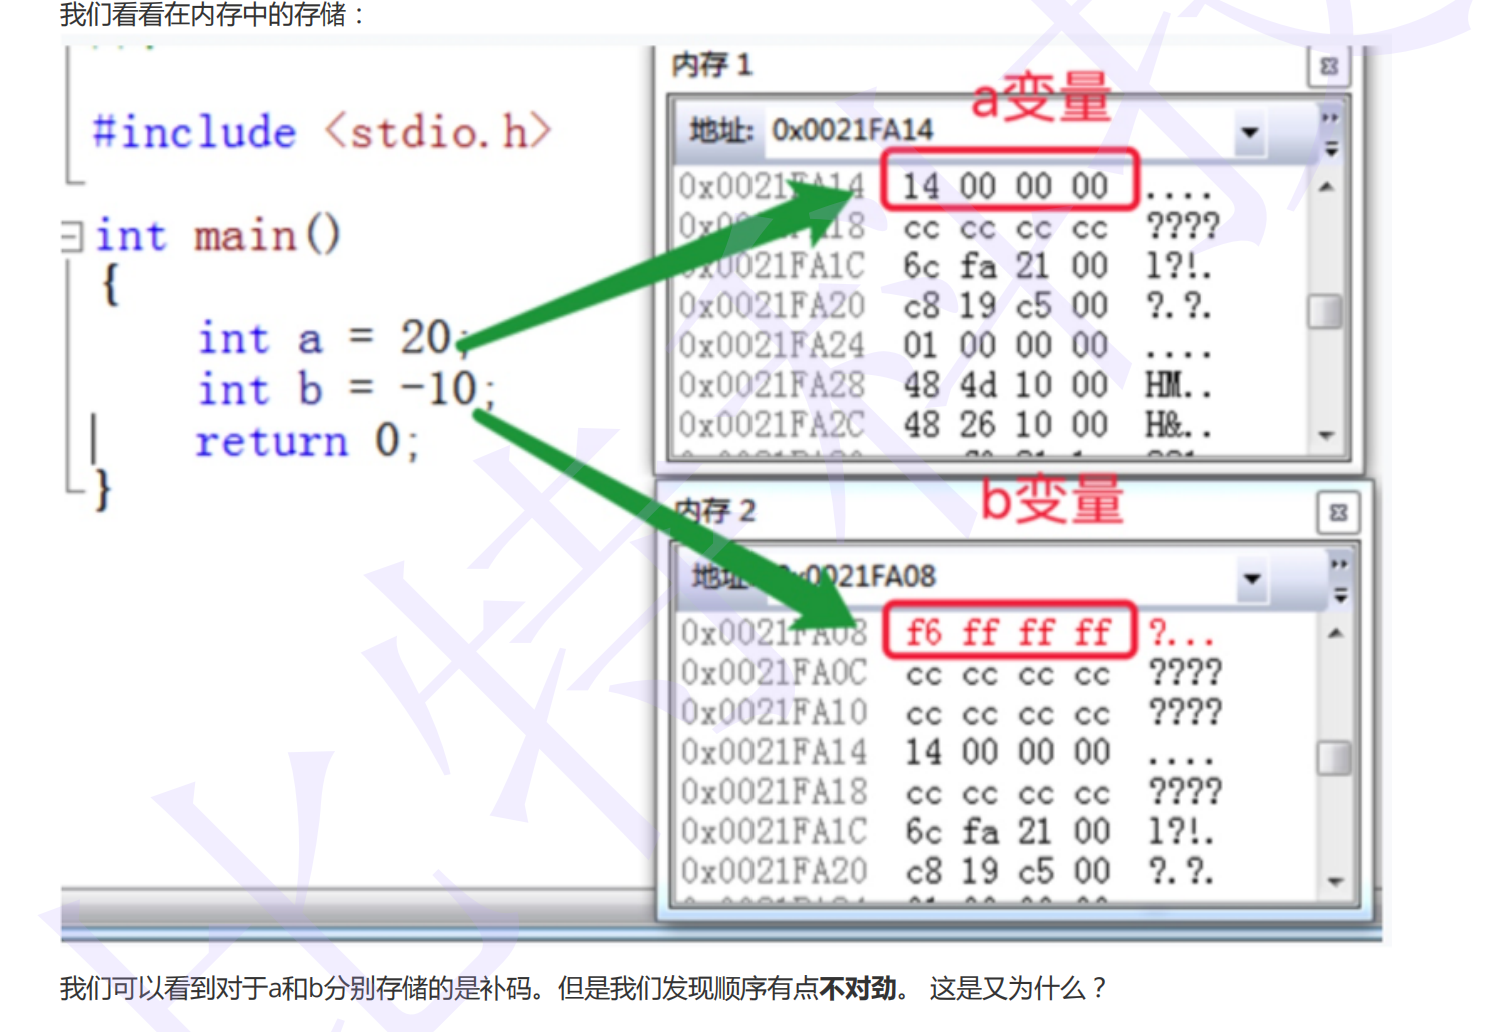 我们看看在内存中的存储：
#include <stdio.h>
int main()
{
int a = 20;
int b = -10;
return 0;
}
内存 1
a变量
地址: 0x0021FA14
0x0021FA14 14 00 00 00 ....
0x0021FA18 cc cc cc cc ????
0x0021FA1C 6c fa 21 00 l?!.
0x0021FA20 c8 19 c5 00 ?.?.
0x0021FA24 01 00 00 00 ....
0x0021FA28 48 4d 10 00 HM..
0x0021FA2C 48 26 10 00 H&..
内存 2
b变量
地址: 0x0021FA08
0x0021FA08 f6 ff ff ff ?...
0x0021FA0C cc cc cc cc ????
0x0021FA10 cc cc cc cc ????
0x0021FA14 14 00 00 00 ....
0x0021FA18 cc cc cc cc ????
0x0021FA1C 6c fa 21 00 l?!.
0x0021FA20 c8 19 c5 00 ?.?.
我们可以看到对于a和b分别存储的是补码。但是我们发现顺序有点不对劲。 这是又为什么？